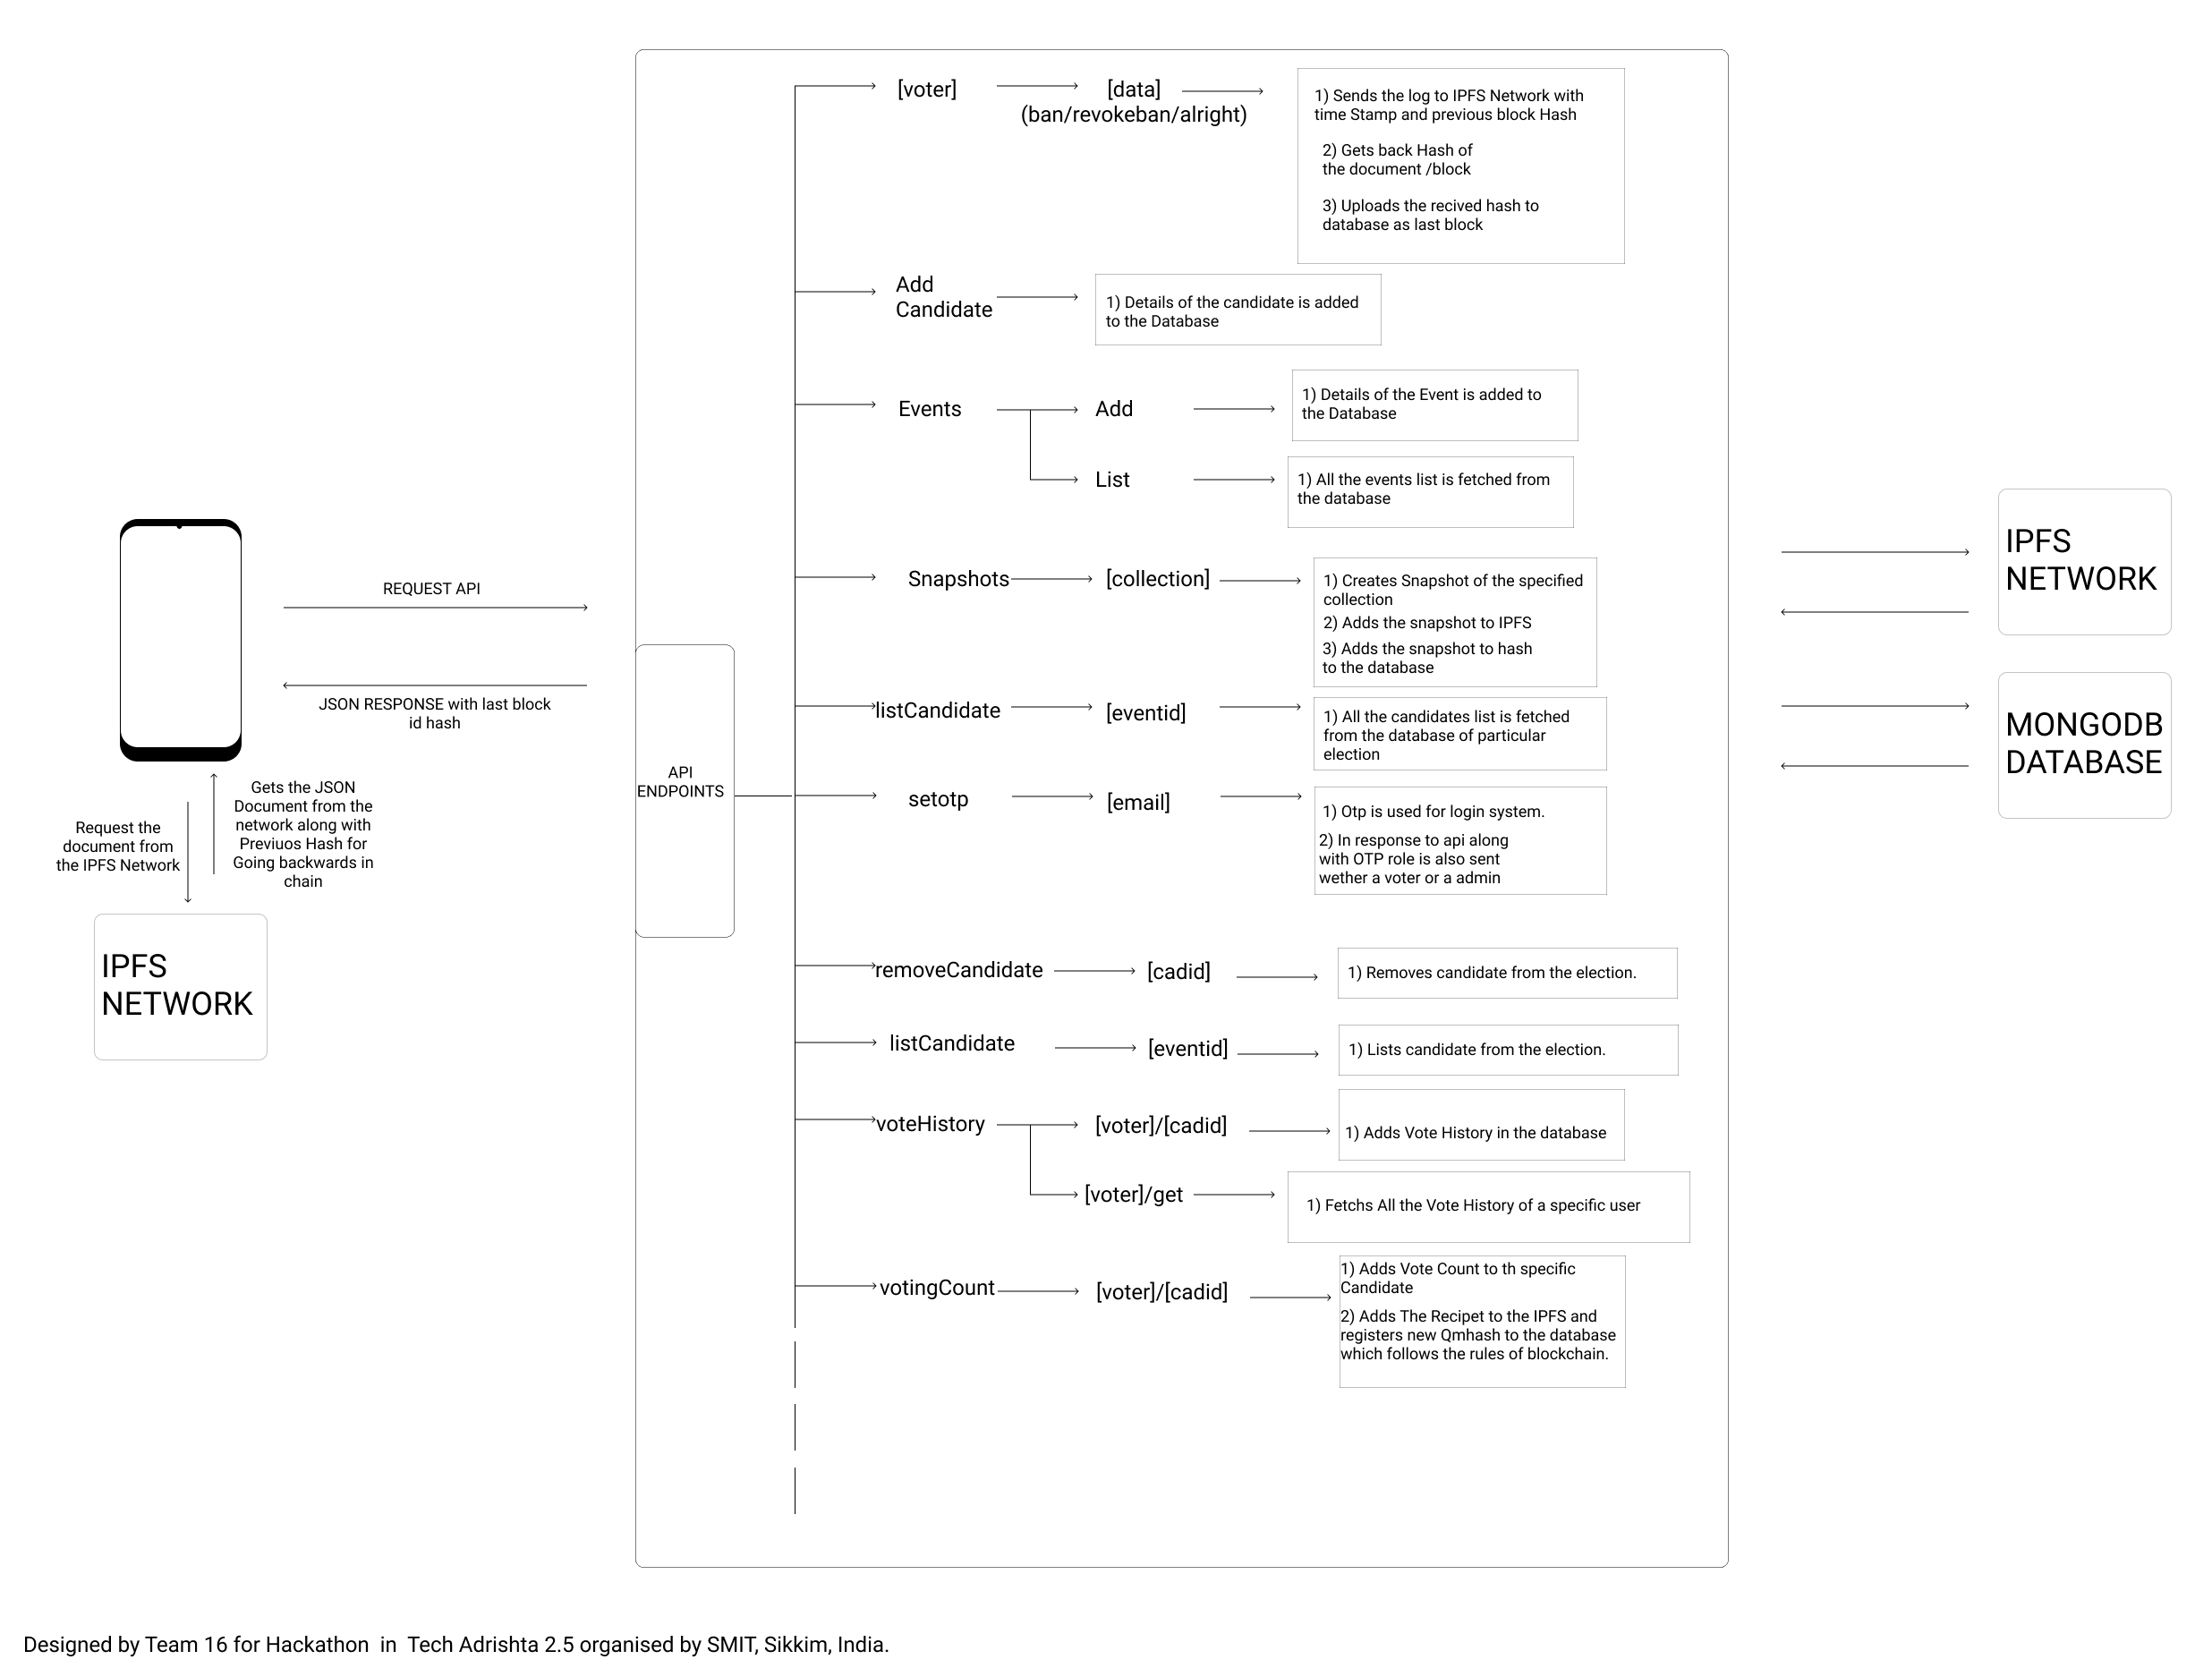 [voter]
[data]
(ban/revokeban/alright)
1) Sends the log to IPFS Network with
time Stamp and previous block Hash
2) Gets back Hash of
the document /block
3) Uploads the recived hash to
database as last block
Add
Candidate
1) Details of the candidate is added
to the Database
Events
Add
1) Details of the Event is added to
the Database
List
1) All the events list is fetched from
the database
Snapshots
[collection]
1) Creates Snapshot of the specified
collection
2) Adds the snapshot to IPFS
3) Adds the snapshot to hash
to the database
listCandidate
[eventid]
1) All the candidates list is fetched
from the database of particular
election
API
ENDPOINTS
setotp
[email]
1) Otp is used for login system.
2) In response to api along
with OTP role is also sent
wether a voter or a admin
removeCandidate
[cadid]
1) Removes candidate from the election.
listCandidate
[eventid]
1) Lists candidate from the election.
voteHistory
[voter]/[cadid]
1) Adds Vote History in the database
[voter]/get
1) Fetchs All the Vote History of a specific user
votingCount
[voter]/[cadid]
1) Adds Vote Count to th specific
Candidate
2) Adds The Recipet to the IPFS and
registers new Qmhash to the database
which follows the rules of blockchain.
REQUEST API
JSON RESPONSE with last block
id hash
Request the
document from
the IPFS Network
Gets the JSON
Document from the
network along with
Previuos Hash for
Going backwards in
chain
IPFS
NETWORK
IPFS
NETWORK
MONGODB
DATABASE
Designed by Team 16 for Hackathon in Tech Adrishta 2.5 organised by SMIT, Sikkim, India.